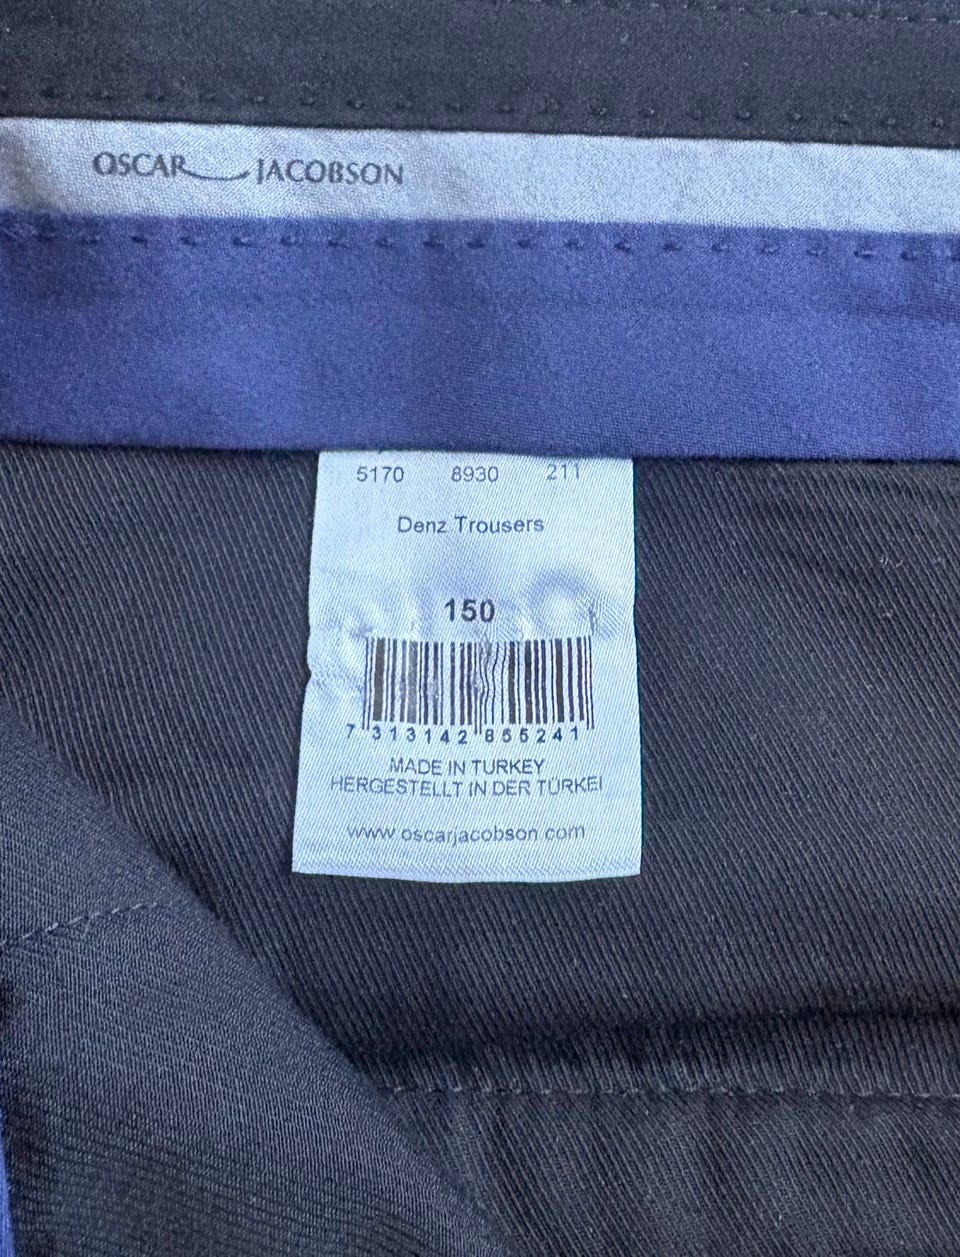 OSCAR JACOBSON
5170 8930 211
Denz Trousers
150
7 313142 855241
MADE IN TURKEY
HERGESTELLT IN DER TÜRKEI
www.oscarjacobson.com